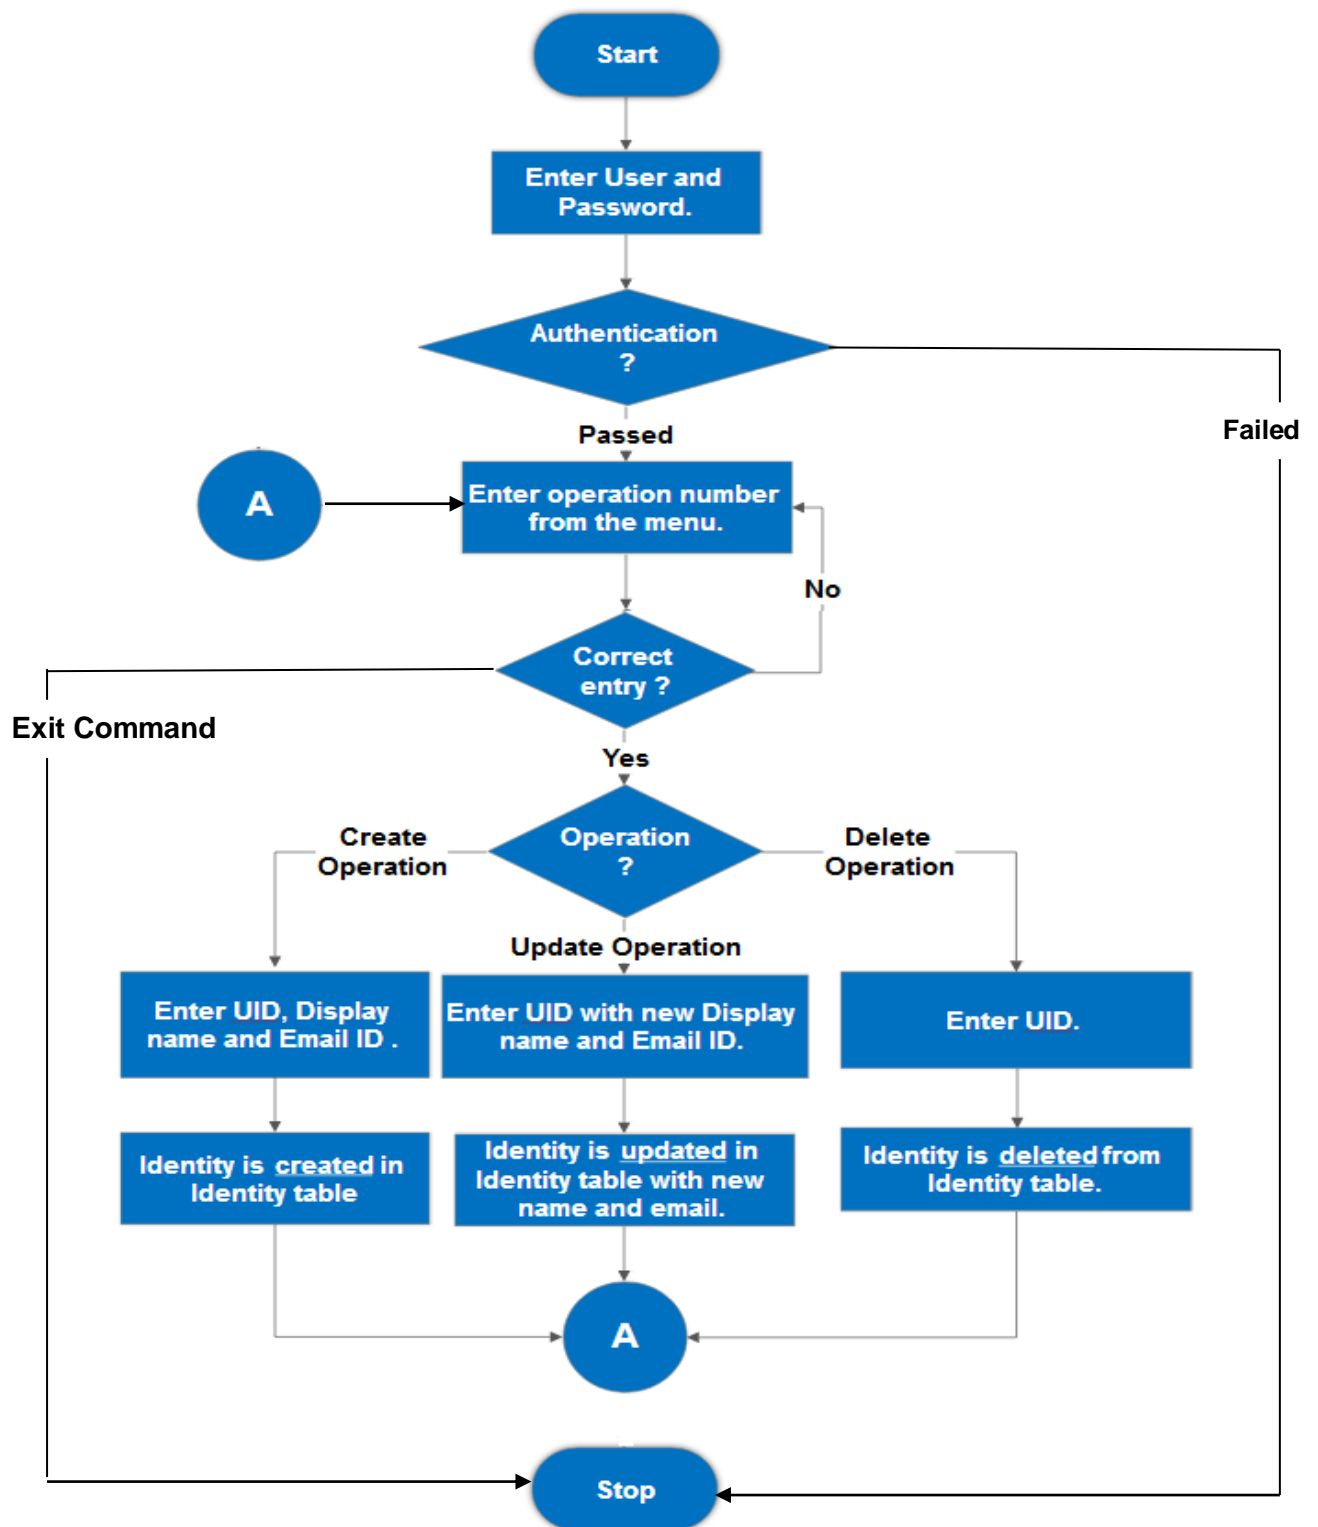 Start
Enter User and
Password.
Authentication
?
Passed
Failed
A
Enter operation number
from the menu.
No
Correct
entry ?
Exit Command
Yes
Create
Operation
Operation
?
Delete
Operation
Update Operation
Enter UID, Display
name and Email ID .
Enter UID with new Display
name and Email ID.
Enter UID.
Identity is created in
Identity table
Identity is updated in
Identity table with new
name and email.
Identity is deleted from
Identity table.
A
Stop